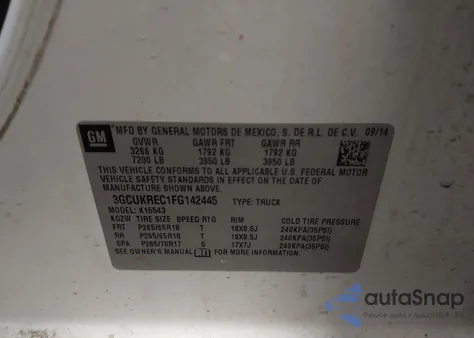 GM
MFD BY GENERAL MOTORS DE MEXICO, S. DE R.L. DE C.V. 09/14
GVWR GAWR FRT GAWR RR
3266 KG 1792 KG 1792 KG
7200 LB 3950 LB 3950 LB
THIS VEHICLE CONFORMS TO ALL APPLICABLE U.S. FEDERAL MOTOR
VEHICLE SAFETY AND THEFT PREVENTION STANDARDS IN EFFECT ON THE
DATE OF MANUFACTURE SHOWN ABOVE.
3GCUKREC1FG142445 TYPE: TRUCK
MODEL: K15543
KGZW TIRE SIZE SPEED RTG RIM COLD TIRE PRESSURE
FRT P265/65R18 T 18X8.5J 240KPA(35PSI)
RR P265/65R18 T 18X8.5J 240KPA(35PSI)
SPA P265/70R17 S 17X7J 240KPA(35PSI)
SEE OWNER'S MANUAL FOR MORE INFORMATION.
autoSnap